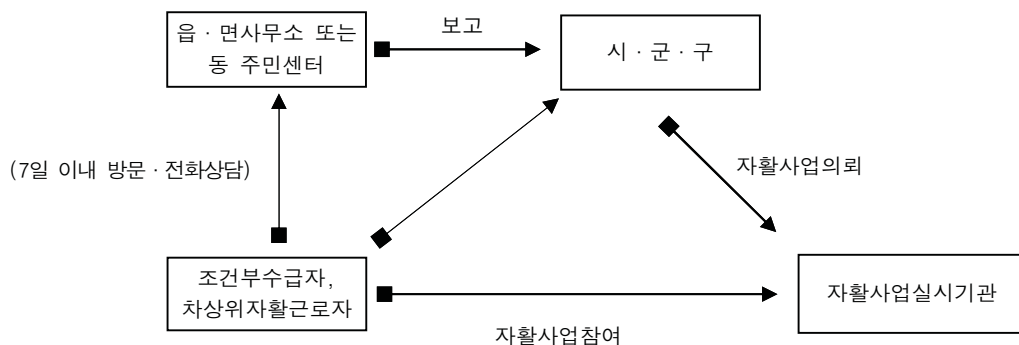 읍 · 면사무소 또는
동 주민센터
보고
시 · 군 · 구
(7일 이내 방문 · 전화상담)
자활사업의뢰
조건부수급자,
차상위자활근로자
자활사업실시기관
자활사업참여